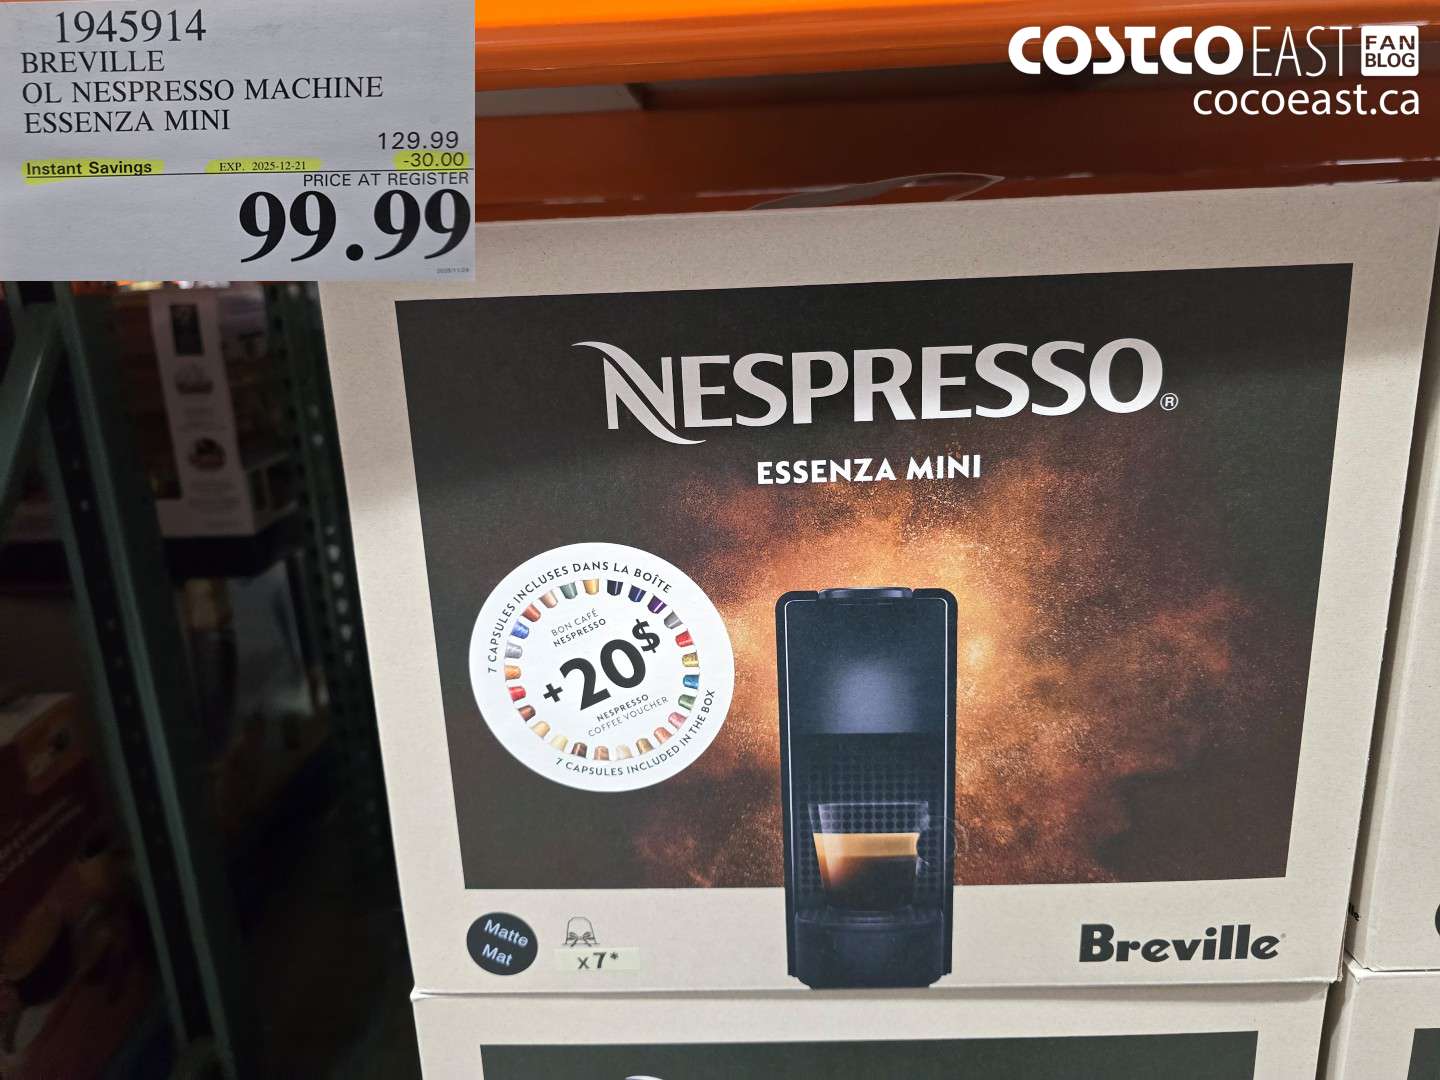 1945914
BREVILLE
OL NESPRESSO MACHINE
ESSENZA MINI
129.99
Instant Savings EXP. 2025-12-21 -30.00
PRICE AT REGISTER
99.99
COSTCO EAST FAN BLOG
cocoeast.ca
NESPRESSO®
ESSENZA MINI
7 CAPSULES INCLUSES DANS LA BOÎTE
BON CAFÉ
NESPRESSO
+20$
NESPRESSO
COFFEE VOUCHER
7 CAPSULES INCLUDED IN THE BOX
Matte
Mat
x7*
Breville